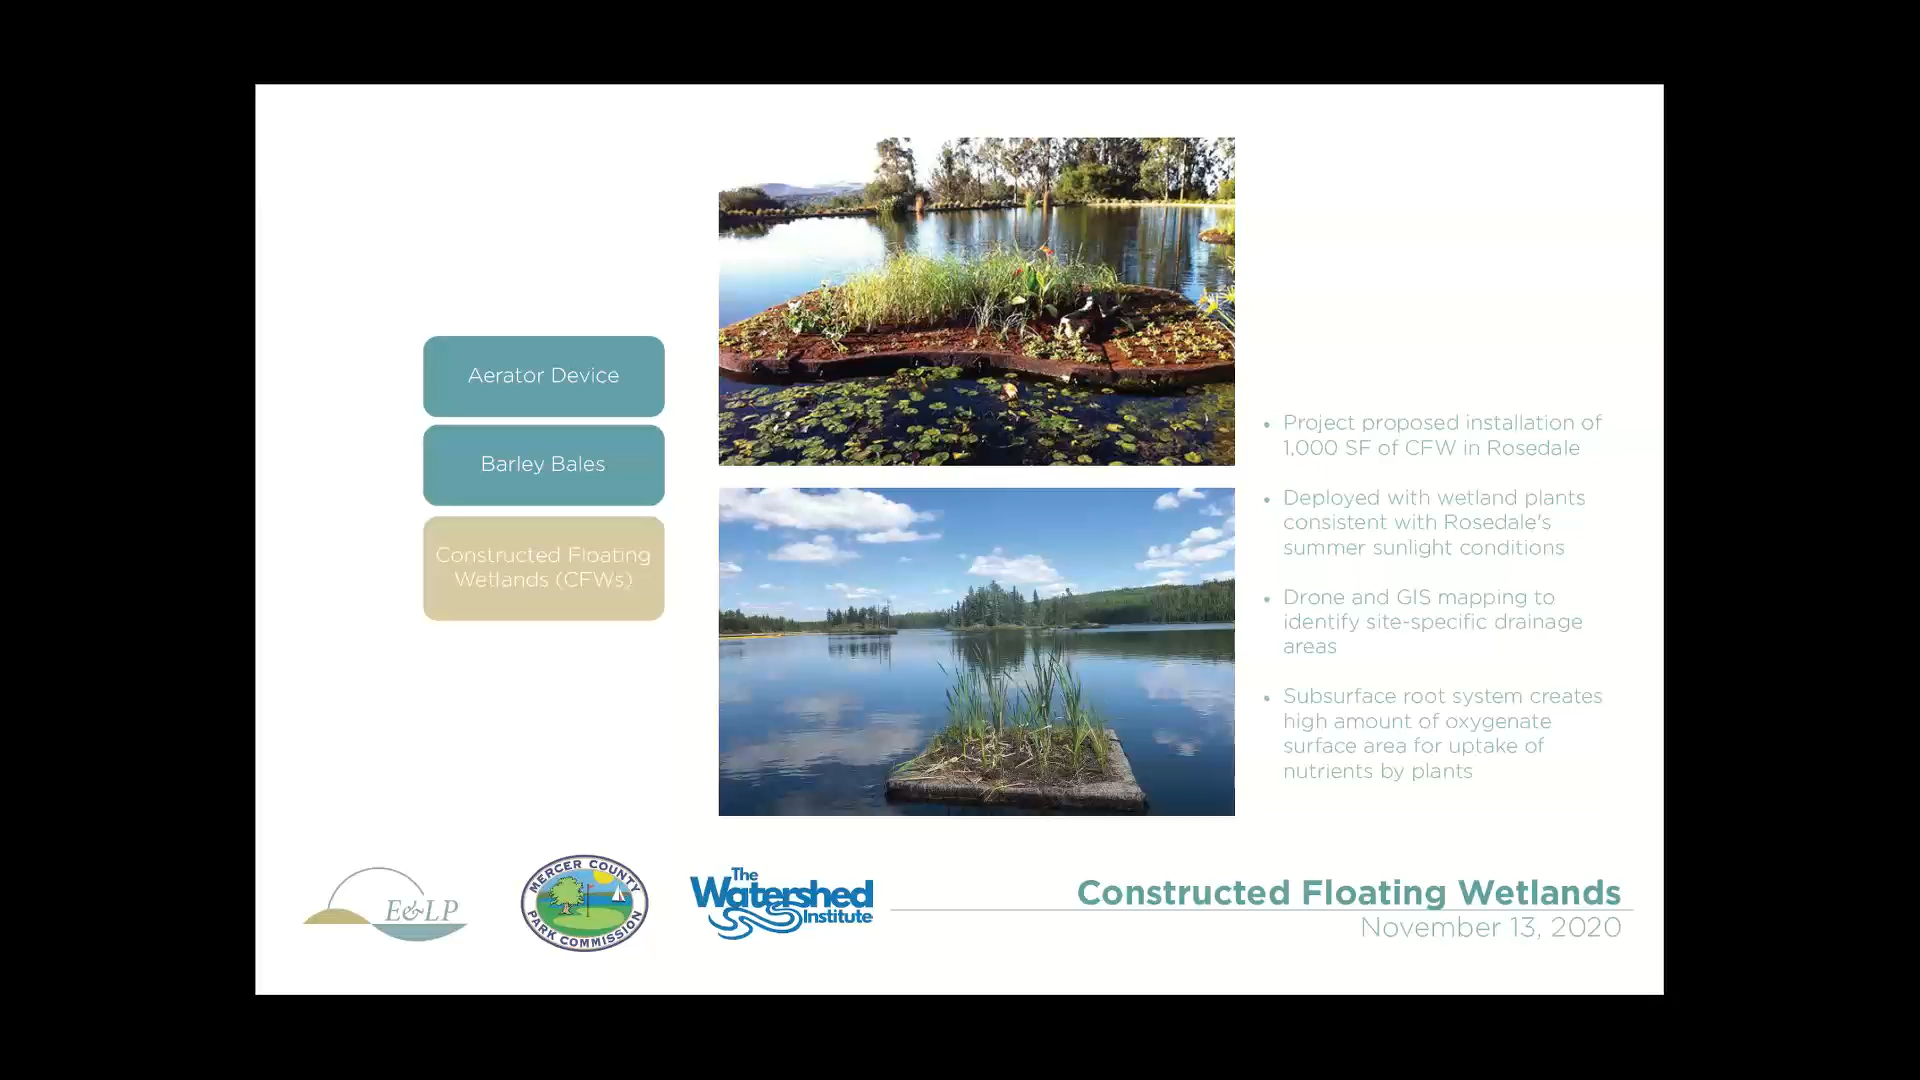 Aerator Device
Barley Bales
Constructed Floating
Wetlands (CFWs)
• Project proposed installation of
1,000 SF of CFW in Rosedale
• Deployed with wetland plants
consistent with Rosedale's
summer sunlight conditions
• Drone and GIS mapping to
identify site-specific drainage
areas
• Subsurface root system creates
high amount of oxygenate
surface area for uptake of
nutrients by plants
E&LP
MERCER COUNTY
PARK COMMISSION
The
Watershed
Institute
Constructed Floating Wetlands
November 13, 2020